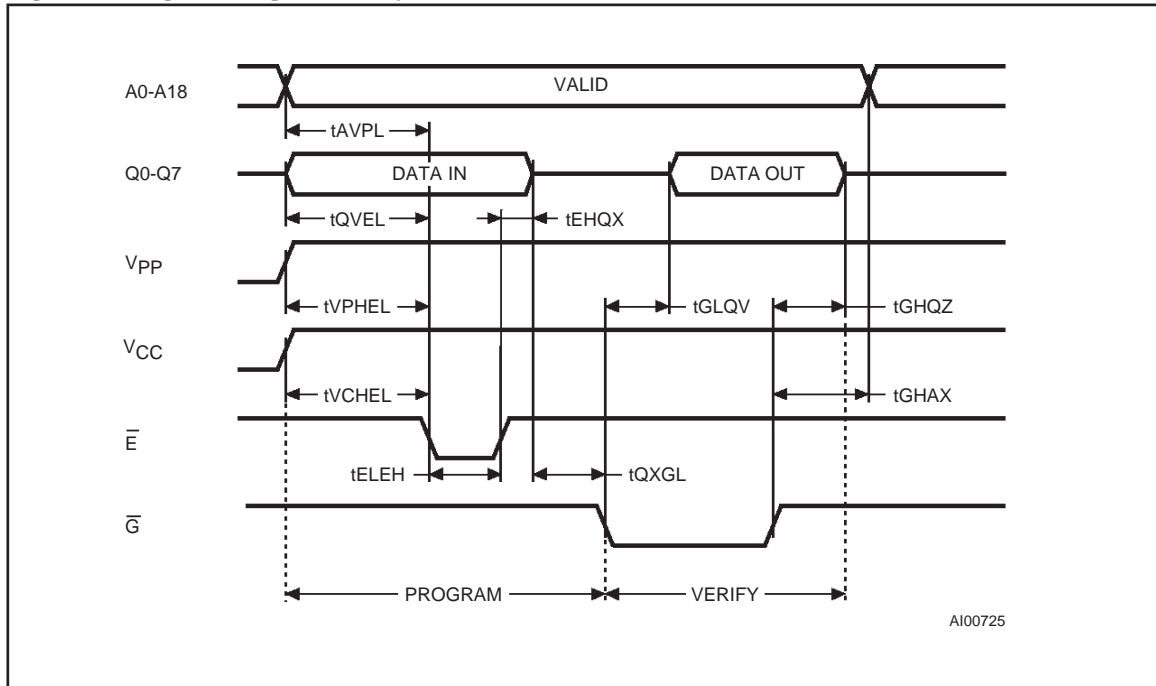 A0-A18
VALID
tAVPL
Q0-Q7
DATA IN
DATA OUT
tQVEL
tEHQX
VPP
tVPHEL
tGLQV
tGHQZ
VCC
tVCHEL
tGHAX
E
tELEH
tQXGL
G
PROGRAM
VERIFY
AI00725